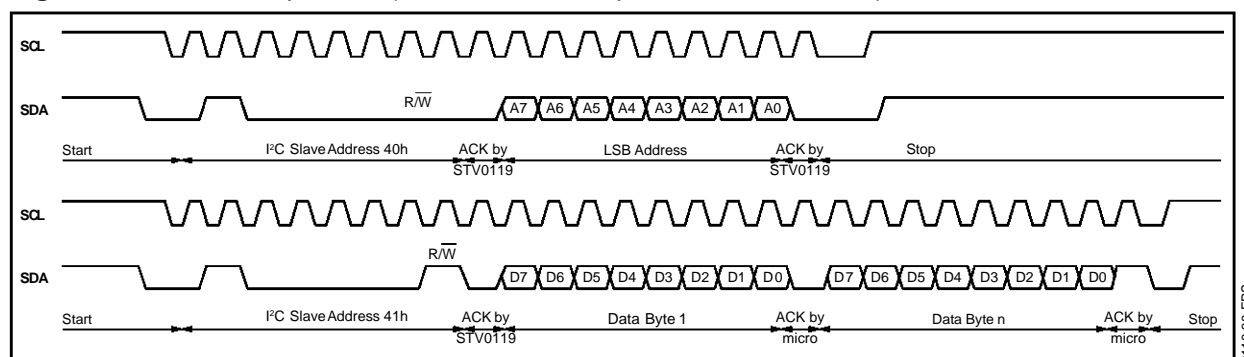 SCL
SDA
R/W
A7 A6 A5 A4 A3 A2 A1 A0
Start I²C Slave Address 40h ACK by STV0119 LSB Address ACK by STV0119 Stop
SCL
R/W
SDA
D7 D6 D5 D4 D3 D2 D1 D0 D7 D6 D5 D4 D3 D2 D1 D0
Start I²C Slave Address 41h ACK by STV0119 Data Byte 1 ACK by micro Data Byte n ACK by micro Stop